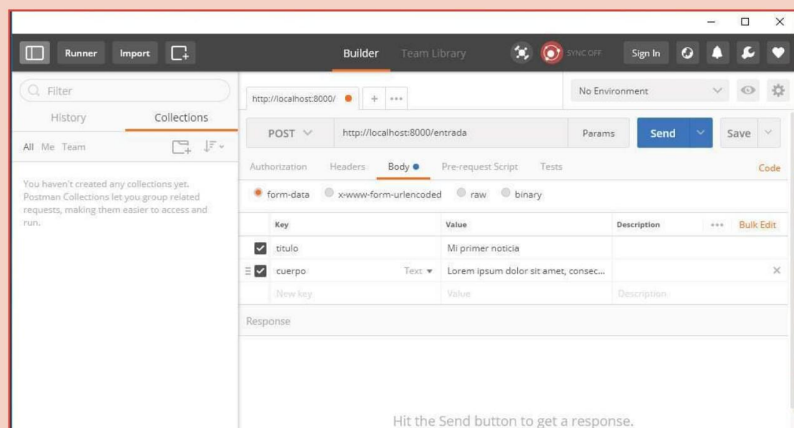 Runner Import Builder Team Library SYNC OFF Sign In
Filter
History Collections
All Me Team
You haven't created any collections yet.
Postman Collections let you group related
requests, making them easier to access and
run.
http://localhost:8000/ + •••
No Environment
POST http://localhost:8000/entrada Params Send Save
Authorization Headers Body Pre-request Script Tests Code
form-data x-www-form-urlencoded raw binary
Key Value Description ••• Bulk Edit
titulo Mi primer noticia
cuerpo Text Lorem ipsum dolor sit amet, consec...
New key Value Description
Response
Hit the Send button to get a response.